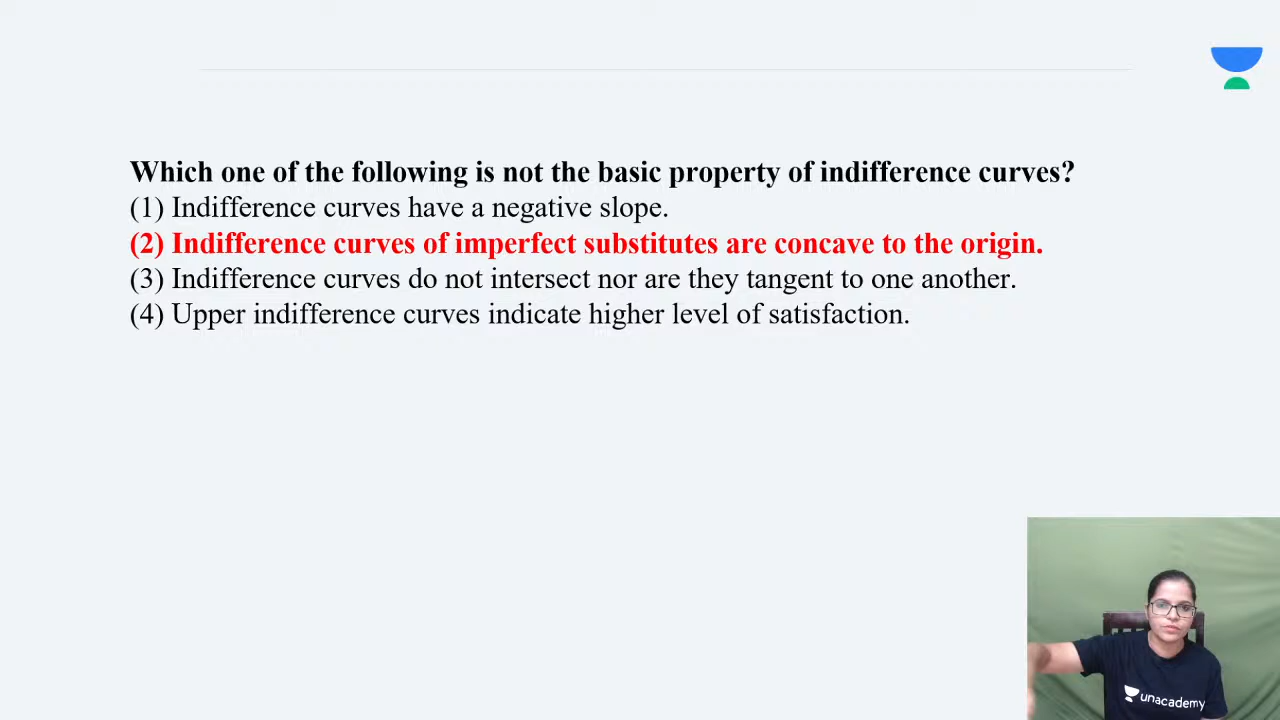 Which one of the following is not the basic property of indifference curves?
(1) Indifference curves have a negative slope.
(2) Indifference curves of imperfect substitutes are concave to the origin.
(3) Indifference curves do not intersect nor are they tangent to one another.
(4) Upper indifference curves indicate higher level of satisfaction.
unacademy